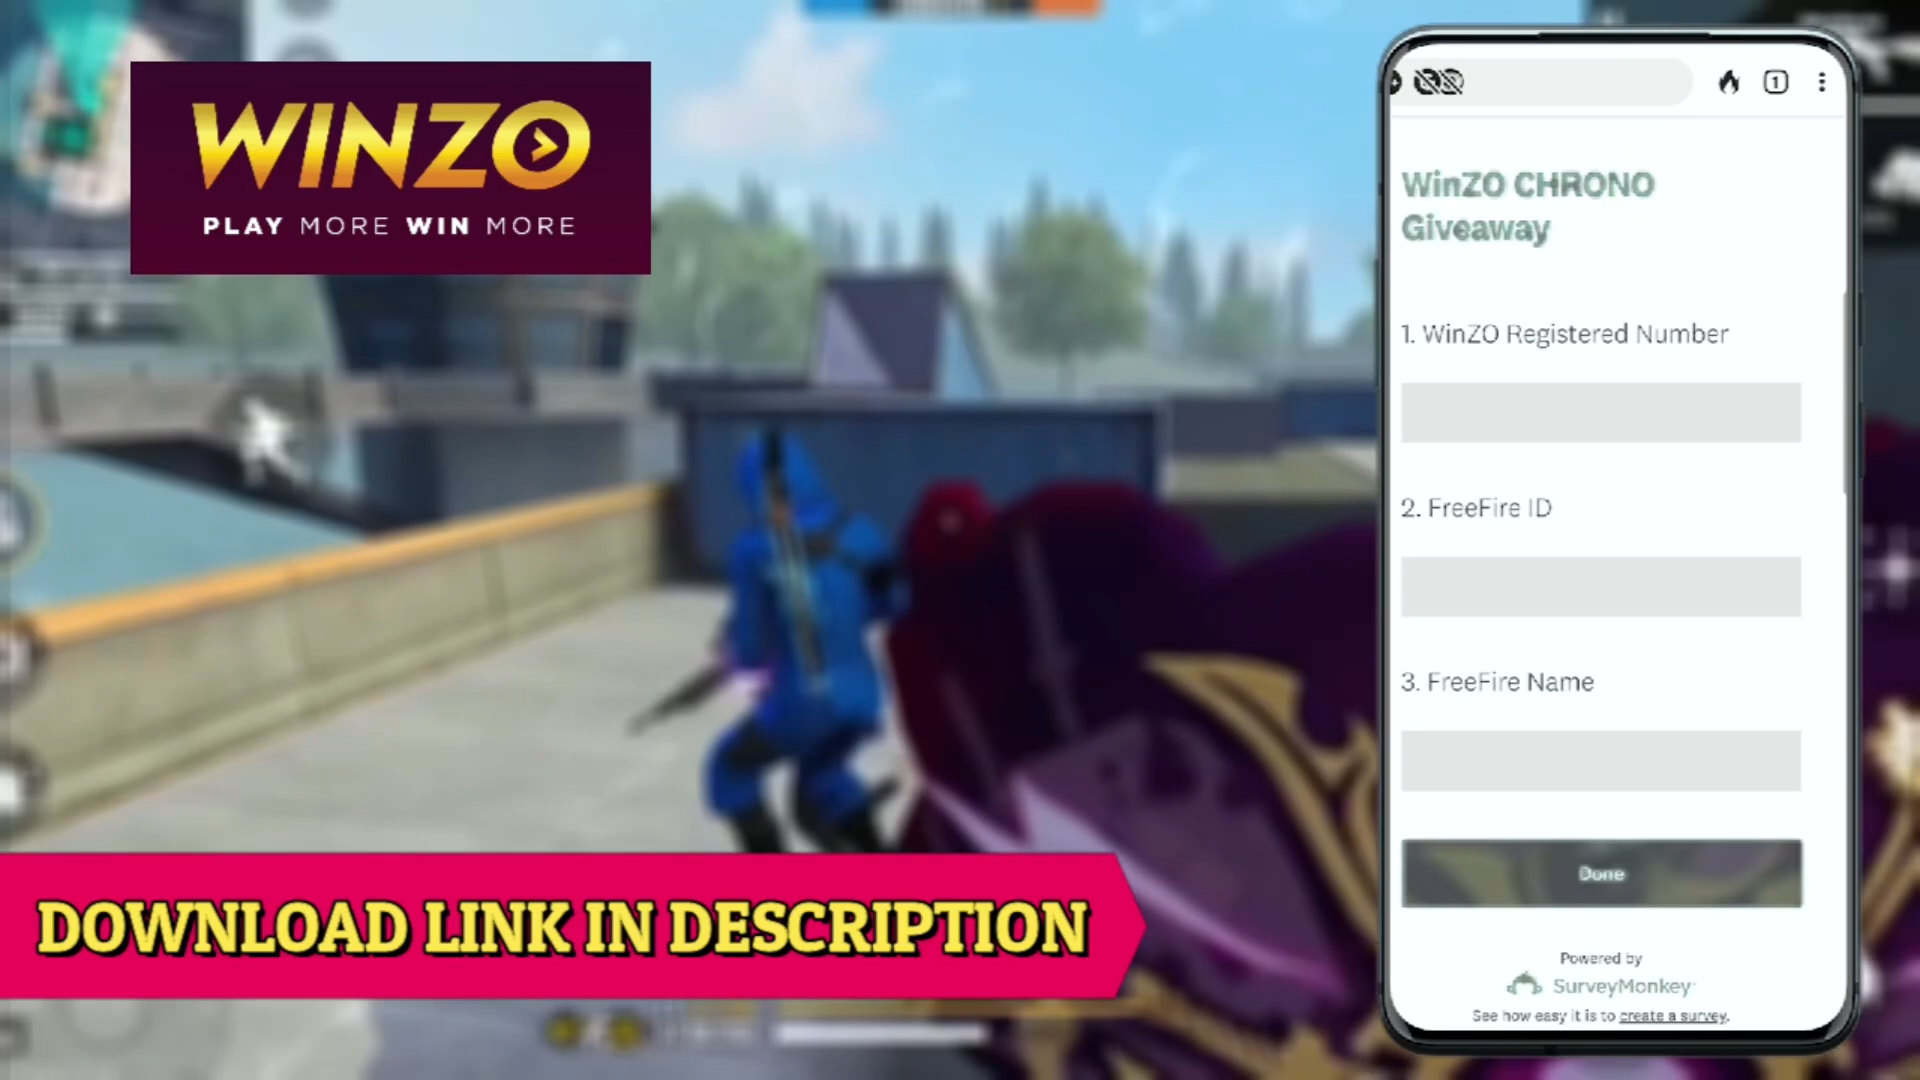 WINZO
PLAY MORE WIN MORE
1
WinZO CHRONO
Giveaway
1. WinZO Registered Number
2. FreeFire ID
3. FreeFire Name
Done
Powered by
SurveyMonkey
See how easy it is to create a survey.
DOWNLOAD LINK IN DESCRIPTION